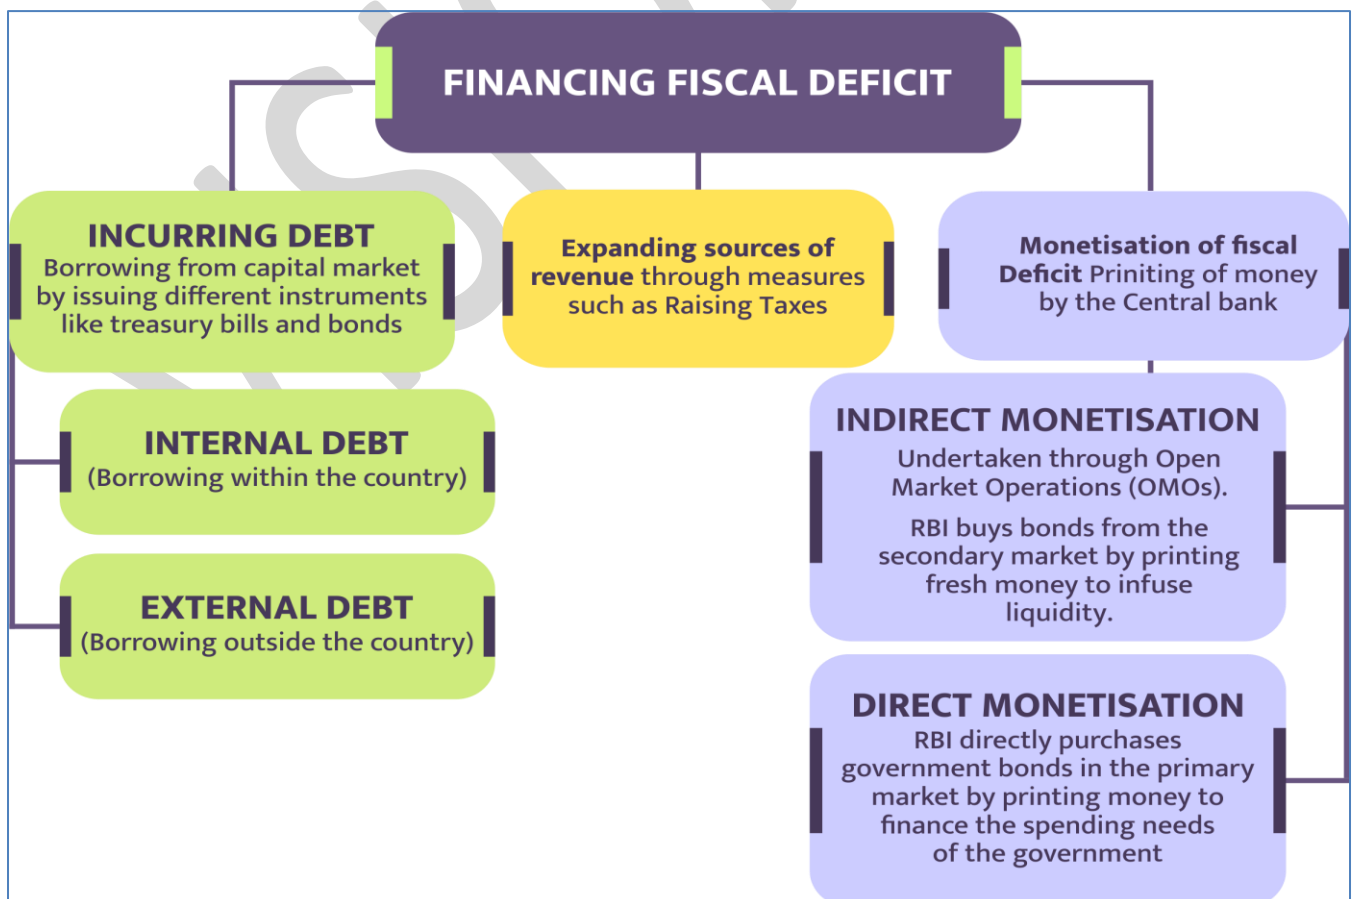 FINANCING FISCAL DEFICIT
INCURRING DEBT
Borrowing from capital market
by issuing different instruments
like treasury bills and bonds
INTERNAL DEBT
(Borrowing within the country)
EXTERNAL DEBT
(Borrowing outside the country)
Expanding sources of
revenue through measures
such as Raising Taxes
Monetisation of fiscal
Deficit Priniting of money
by the Central bank
INDIRECT MONETISATION
Undertaken through Open
Market Operations (OMOs).
RBI buys bonds from the
secondary market by printing
fresh money to infuse
liquidity.
DIRECT MONETISATION
RBI directly purchases
government bonds in the primary
market by printing money to
finance the spending needs
of the government